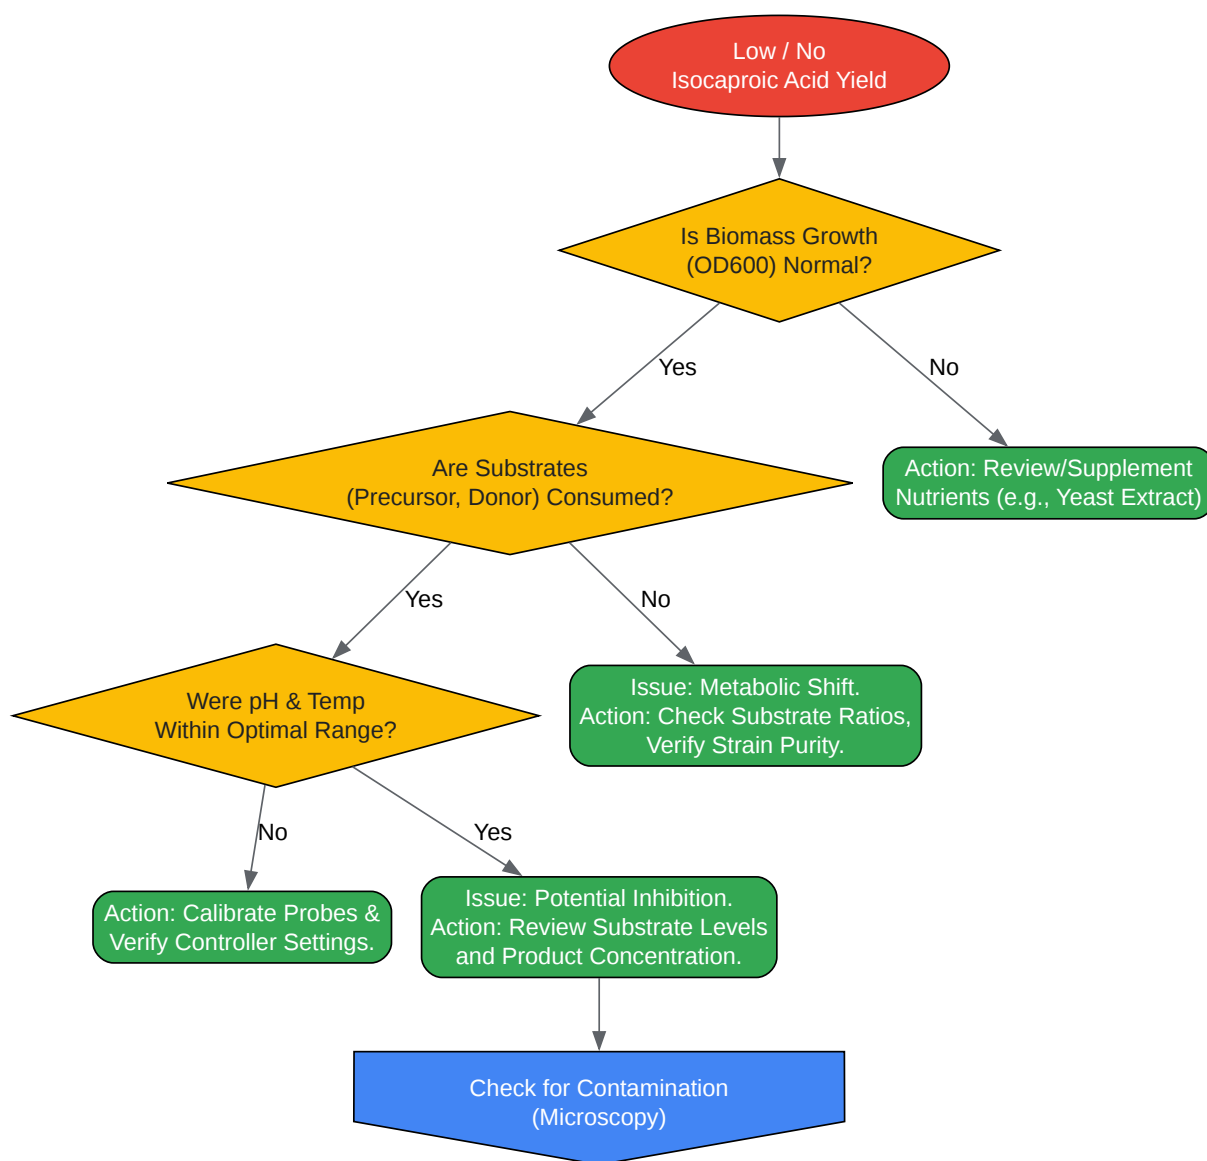 Low / No
Isocaproic Acid Yield
Is Biomass Growth
(OD600) Normal?
Yes
No
Are Substrates
(Precursor, Donor) Consumed?
Action: Review/Supplement
Nutrients (e.g., Yeast Extract)
Yes
No
Were pH & Temp
Within Optimal Range?
Issue: Metabolic Shift.
Action: Check Substrate Ratios,
Verify Strain Purity.
No
Yes
Action: Calibrate Probes &
Verify Controller Settings.
Issue: Potential Inhibition.
Action: Review Substrate Levels
and Product Concentration.
Check for Contamination
(Microscopy)